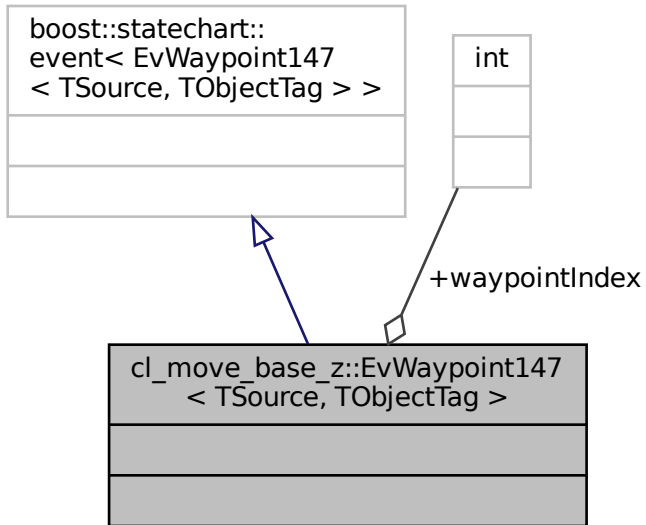 boost::statechart::
event< EvWaypoint147
< TSource, TObjectTag > >
int
+waypointIndex
cl_move_base_z::EvWaypoint147
< TSource, TObjectTag >